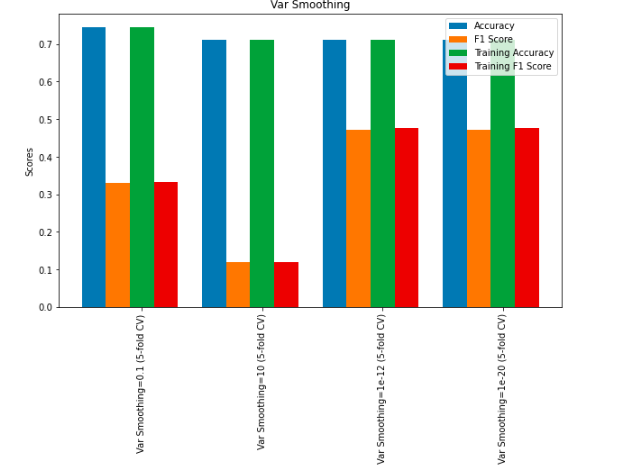 Var Smoothing
Accuracy
F1 Score
Training Accuracy
Training F1 Score
Scores
0.7
0.6
0.5
0.4
0.3
0.2
0.1
0.0
Var Smoothing=0.1 (5-fold CV)
Var Smoothing=10 (5-fold CV)
Var Smoothing=1e-12 (5-fold CV)
Var Smoothing=1e-20 (5-fold CV)